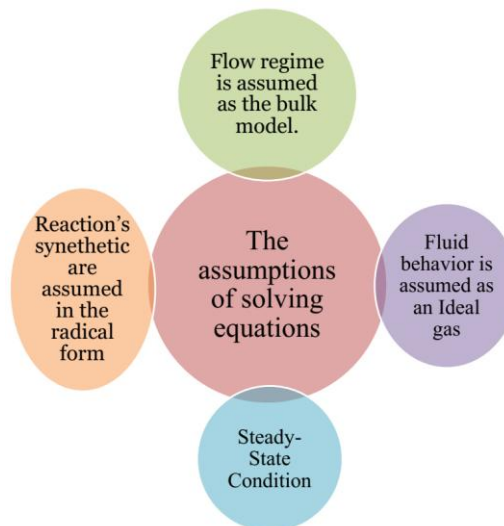 Flow regime
is assumed
as the bulk
model.
Reaction's
synethetic
are
assumed
in the
radical
form
The
assumptions
of solving
equations
Fluid
behavior is
assumed as
an Ideal
gas
Steady-
State
Condition